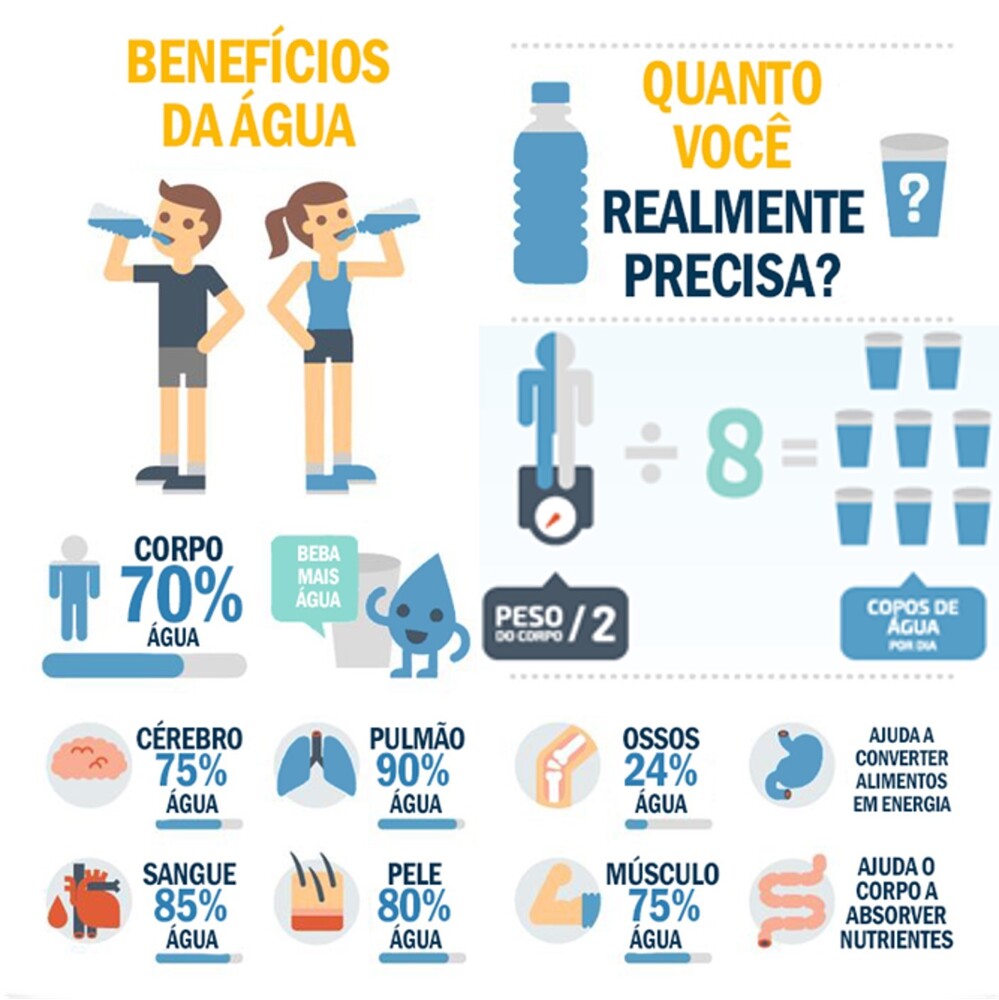 BENEFÍCIOS
DA ÁGUA
QUANTO
VOCÊ
REALMENTE
PRECISA?
?
÷ 8 =
PESO
DO CORPO / 2
COPOS DE
ÁGUA
POR DIA
CORPO
70%
ÁGUA
BEBA
MAIS
ÁGUA
CÉREBRO
75%
ÁGUA
PULMÃO
90%
ÁGUA
OSSOS
24%
ÁGUA
AJUDA A
CONVERTER
ALIMENTOS
EM ENERGIA
SANGUE
85%
ÁGUA
PELE
80%
ÁGUA
MÚSCULO
75%
ÁGUA
AJUDA O
CORPO A
ABSORVER
NUTRIENTES